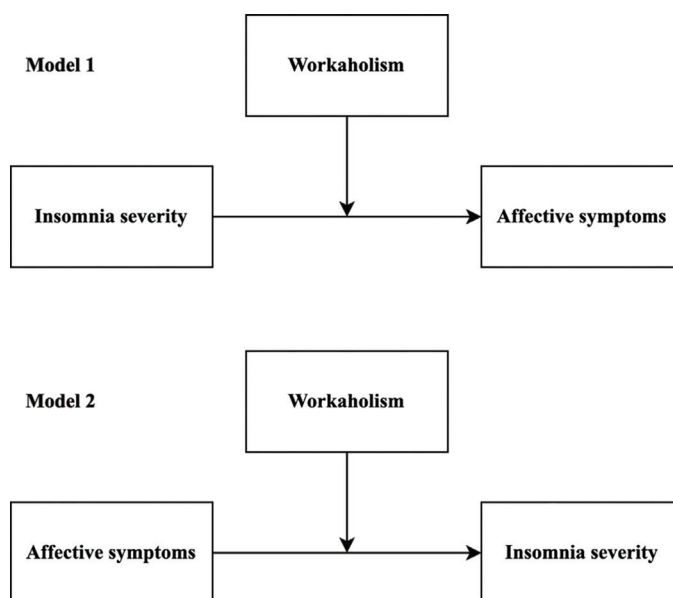 Model 1
Workaholism
Insomnia severity
Affective symptoms
Model 2
Workaholism
Affective symptoms
Insomnia severity